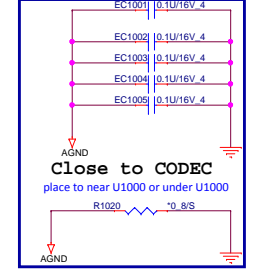 EC1001 0.1U/16V_4
EC1002 0.1U/16V_4
EC1003 0.1U/16V_4
EC1004 0.1U/16V_4
EC1005 0.1U/16V_4
AGND
Close to CODEC
place to near U1000 or under U1000
R1020 *0_8/S
AGND